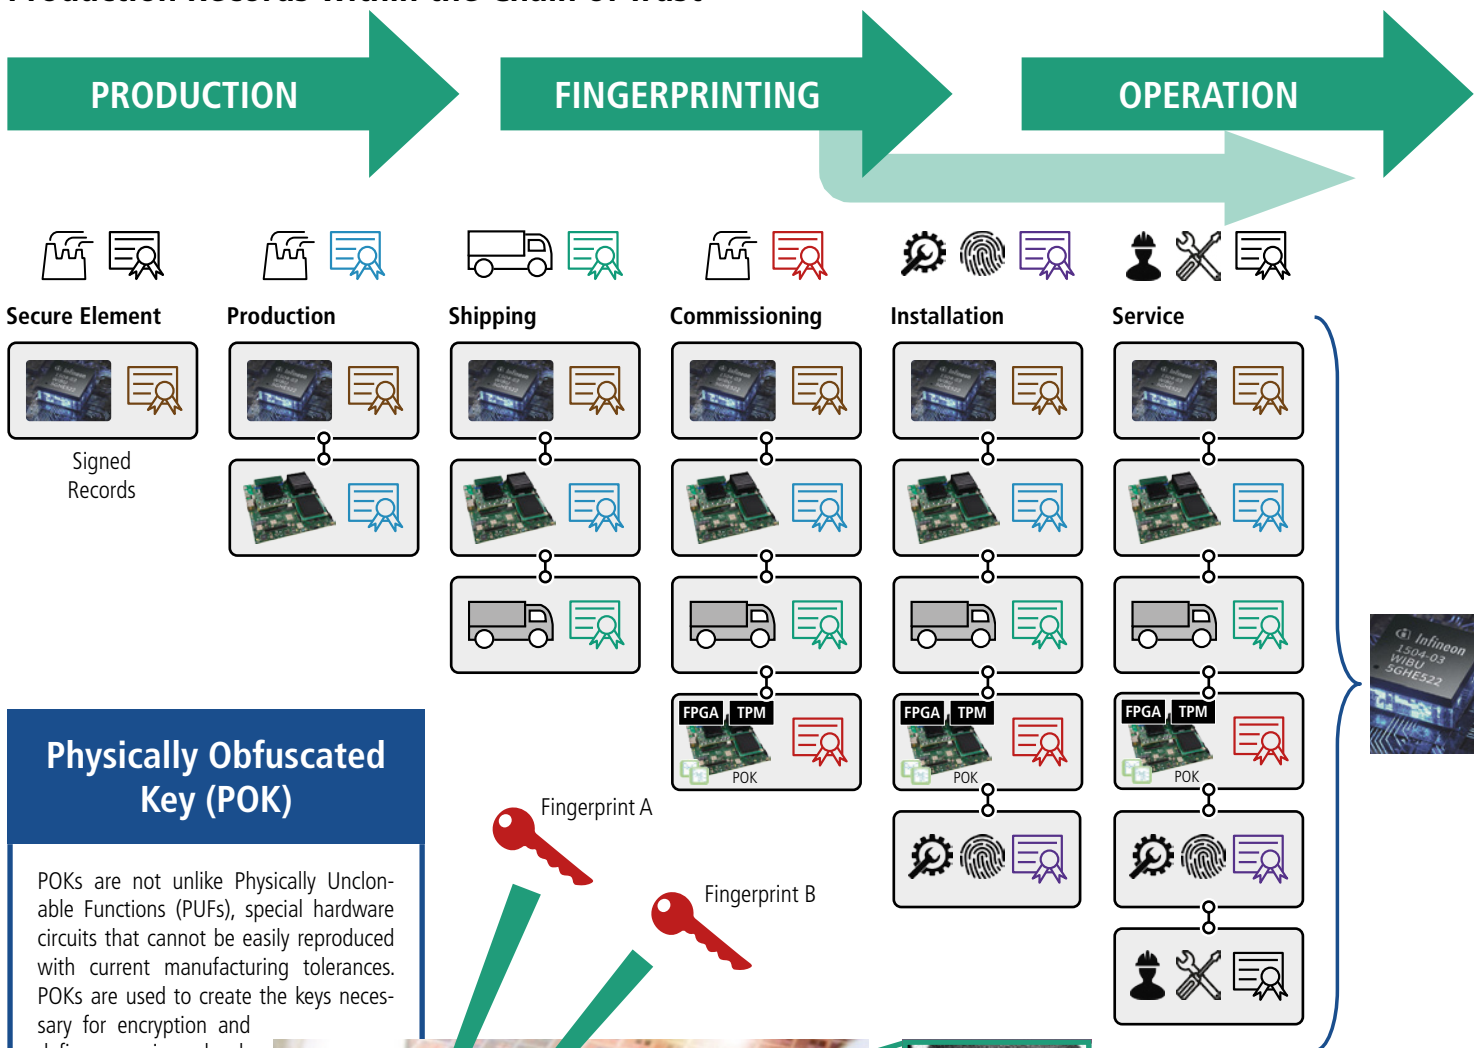 PRODUCTION
FINGERPRINTING
OPERATION
Secure Element
Production
Shipping
Commissioning
Installation
Service
Signed
Records
FPGA TPM
POK
FPGA TPM
POK
FPGA TPM
POK
Infineon
1504-03
WIBU
5GHE522
Physically Obfuscated
Key (POK)
POKs are not unlike Physically Unclon-
able Functions (PUFs), special hardware
circuits that cannot be easily reproduced
with current manufacturing tolerances.
POKs are used to create the keys neces-
sary for encryption and
Fingerprint A
Fingerprint B